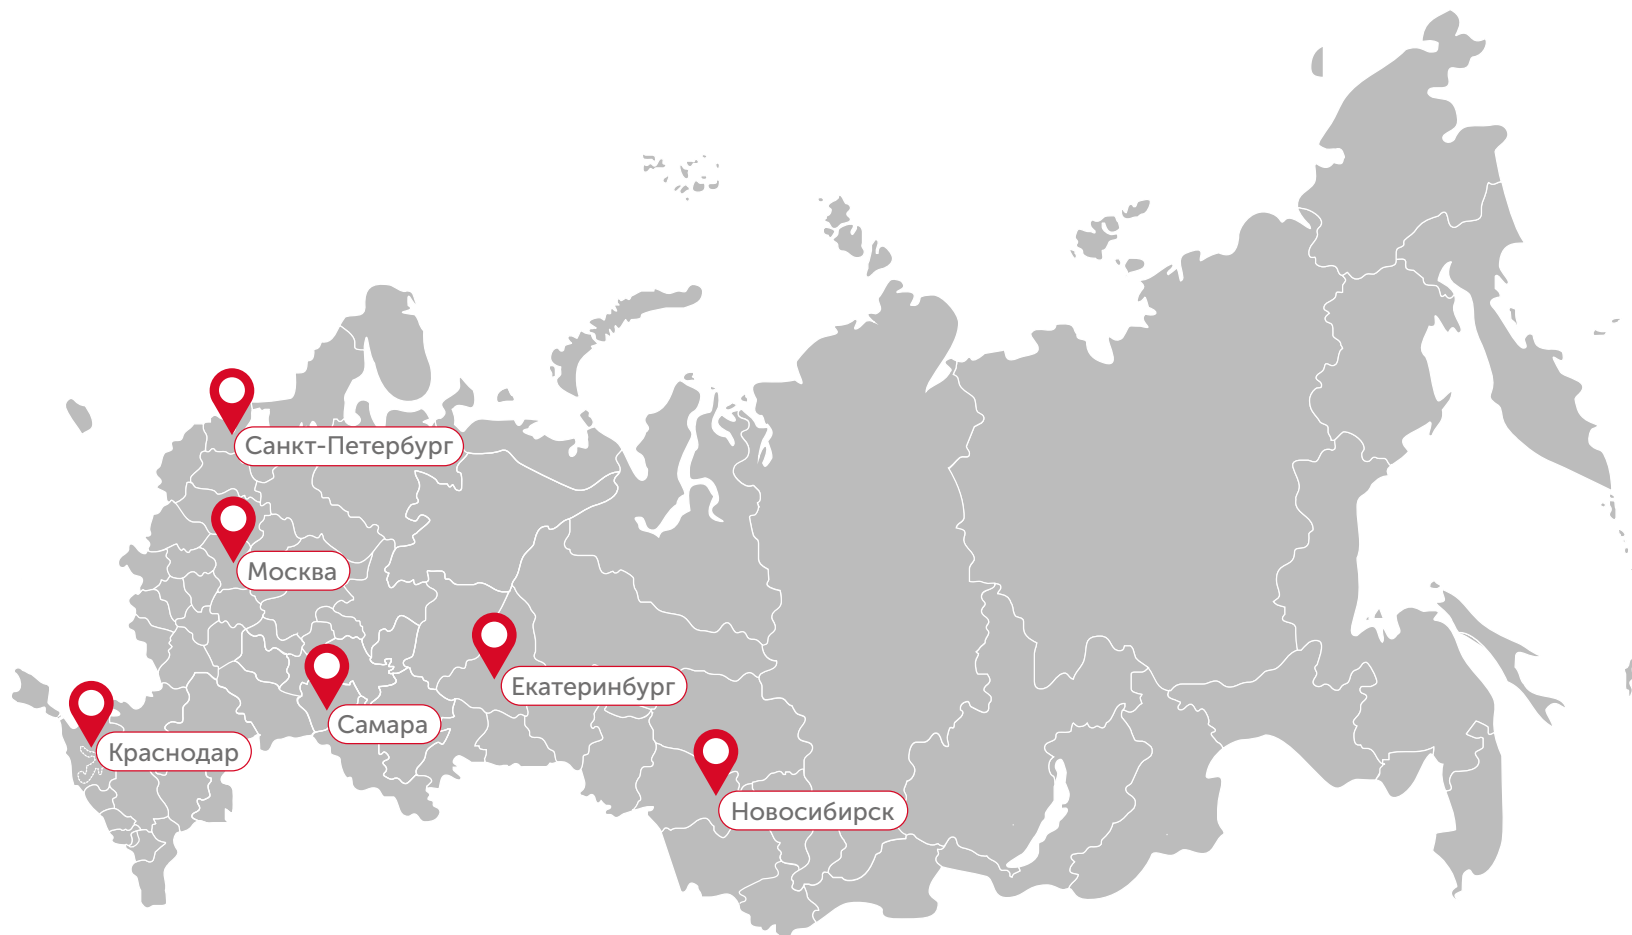 Санкт-Петербург
Москва
Екатеринбург
Самара
Краснодар
Новосибирск